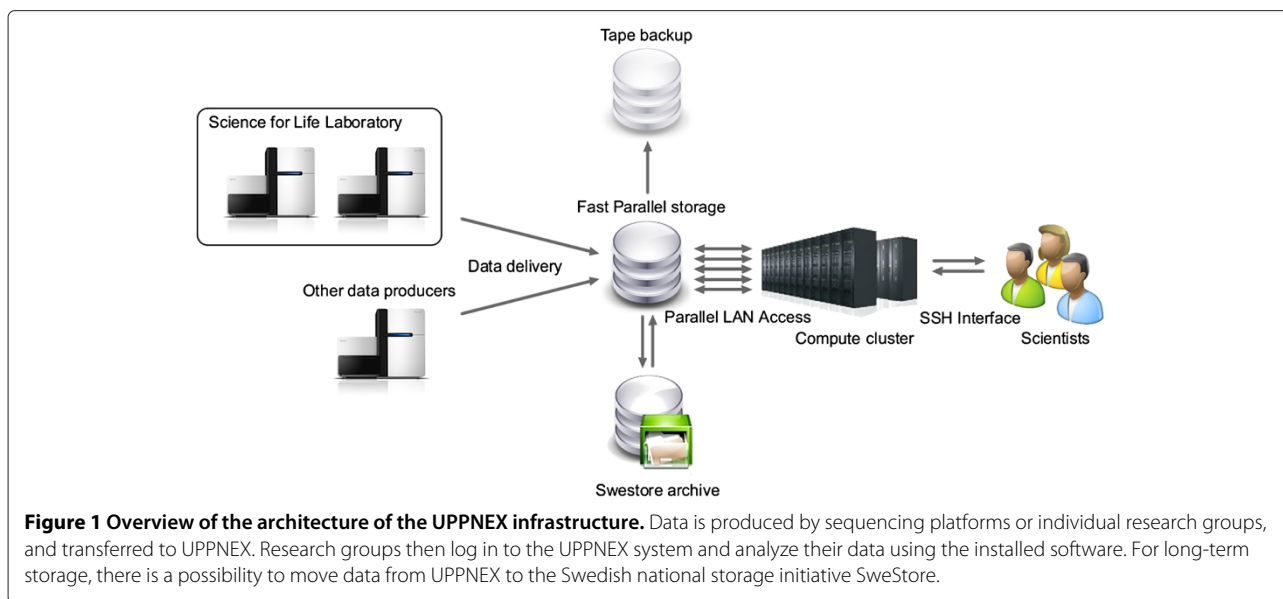 Tape backup
Science for Life Laboratory
Fast Parallel storage
Data delivery
Other data producers
Parallel LAN Access
SSH Interface
Compute cluster
Scientists
Swestore archive
Figure 1 Overview of the architecture of the UPPNEX infrastructure. Data is produced by sequencing platforms or individual research groups,
and transferred to UPPNEX. Research groups then log in to the UPPNEX system and analyze their data using the installed software. For long-term
storage, there is a possibility to move data from UPPNEX to the Swedish national storage initiative SweStore.